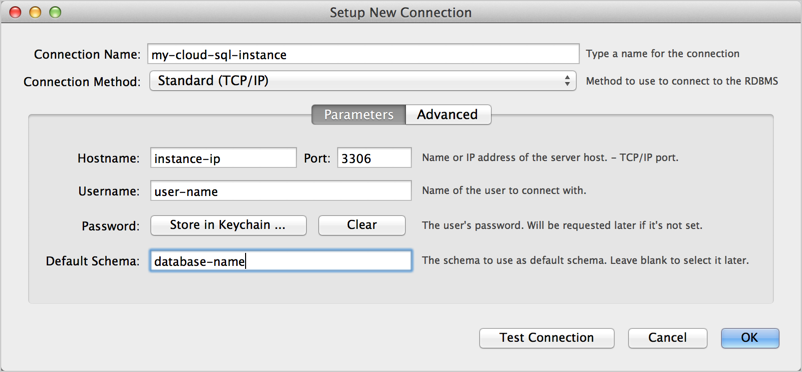 Setup New Connection
Connection Name: my-cloud-sql-instance Type a name for the connection
Connection Method: Standard (TCP/IP) Method to use to connect to the RDBMS
Parameters Advanced
Hostname: instance-ip Port: 3306 Name or IP address of the server host. - TCP/IP port.
Username: user-name Name of the user to connect with.
Password: Store in Keychain ... Clear The user's password. Will be requested later if it's not set.
Default Schema: database-name The schema to use as default schema. Leave blank to select it later.
Test Connection Cancel OK